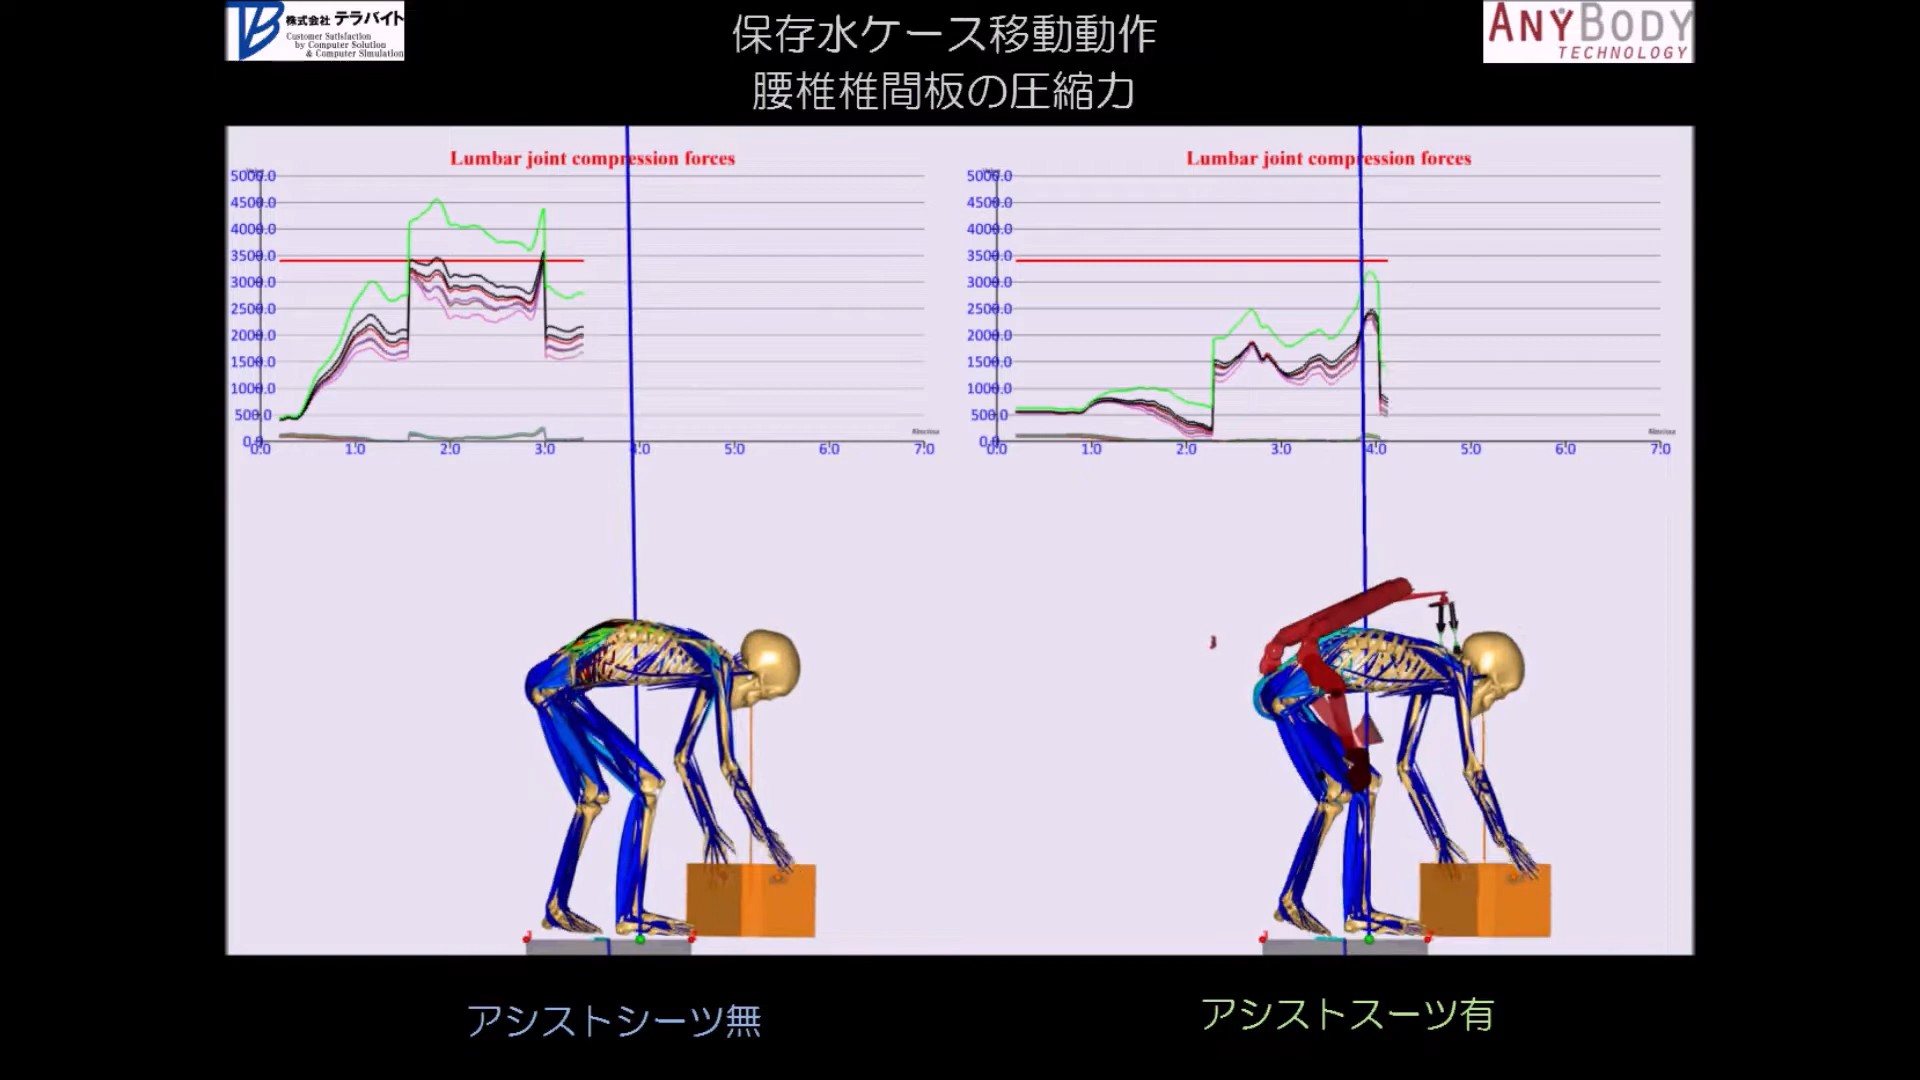 株式会社 テラバイト
Customer Satisfaction
by Computer Solution
& Computer Simulation
保存水ケース移動動作
腰椎椎間板の圧縮力
ANYBODY
TECHNOLOGY
Lumbar joint compression forces
5000.0
4500.0
4000.0
3500.0
3000.0
2500.0
2000.0
1500.0
1000.0
500.0
0.0
0.0 1.0 2.0 3.0 4.0 5.0 6.0 7.0
Lumbar joint compression forces
5000.0
4500.0
4000.0
3500.0
3000.0
2500.0
2000.0
1500.0
1000.0
500.0
0.0
0.0 1.0 2.0 3.0 4.0 5.0 6.0 7.0
アシストシーツ無
アシストスーツ有